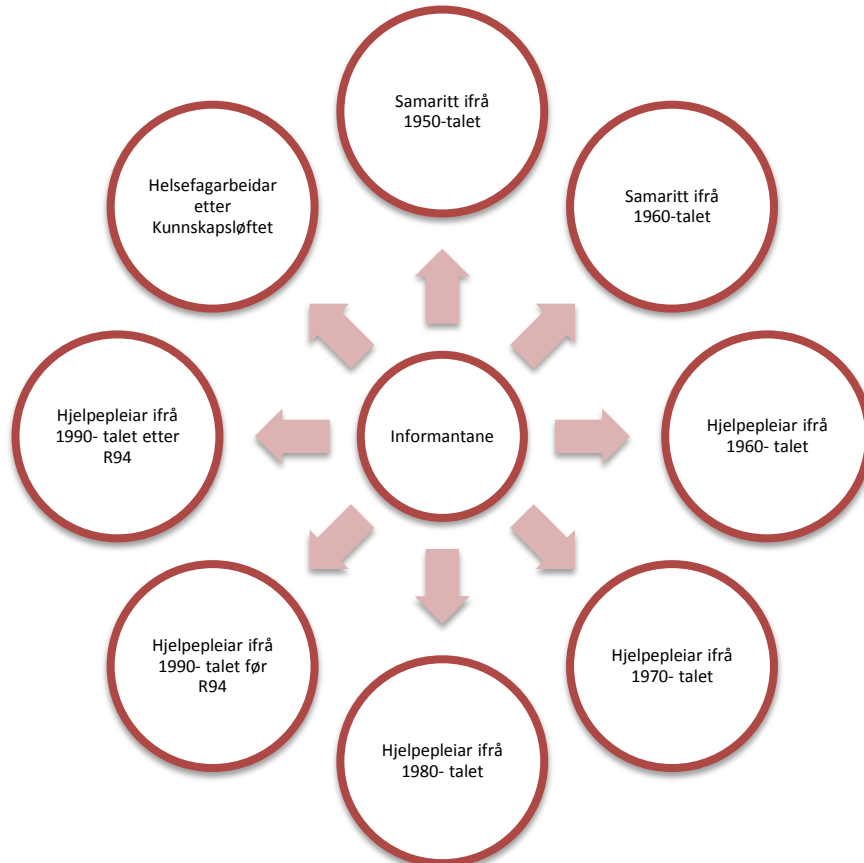 Samaritt ifrå
1950-talet
Samaritt ifrå
1960-talet
Hjelpepleiar ifrå
1960- talet
Hjelpepleiar ifrå
1970- talet
Hjelpepleiar ifrå
1980- talet
Hjelpepleiar ifrå
1990- talet før
R94
Hjelpepleiar ifrå
1990- talet etter
R94
Helsefagarbeidar
etter
Kunnskapsløftet
Informantane